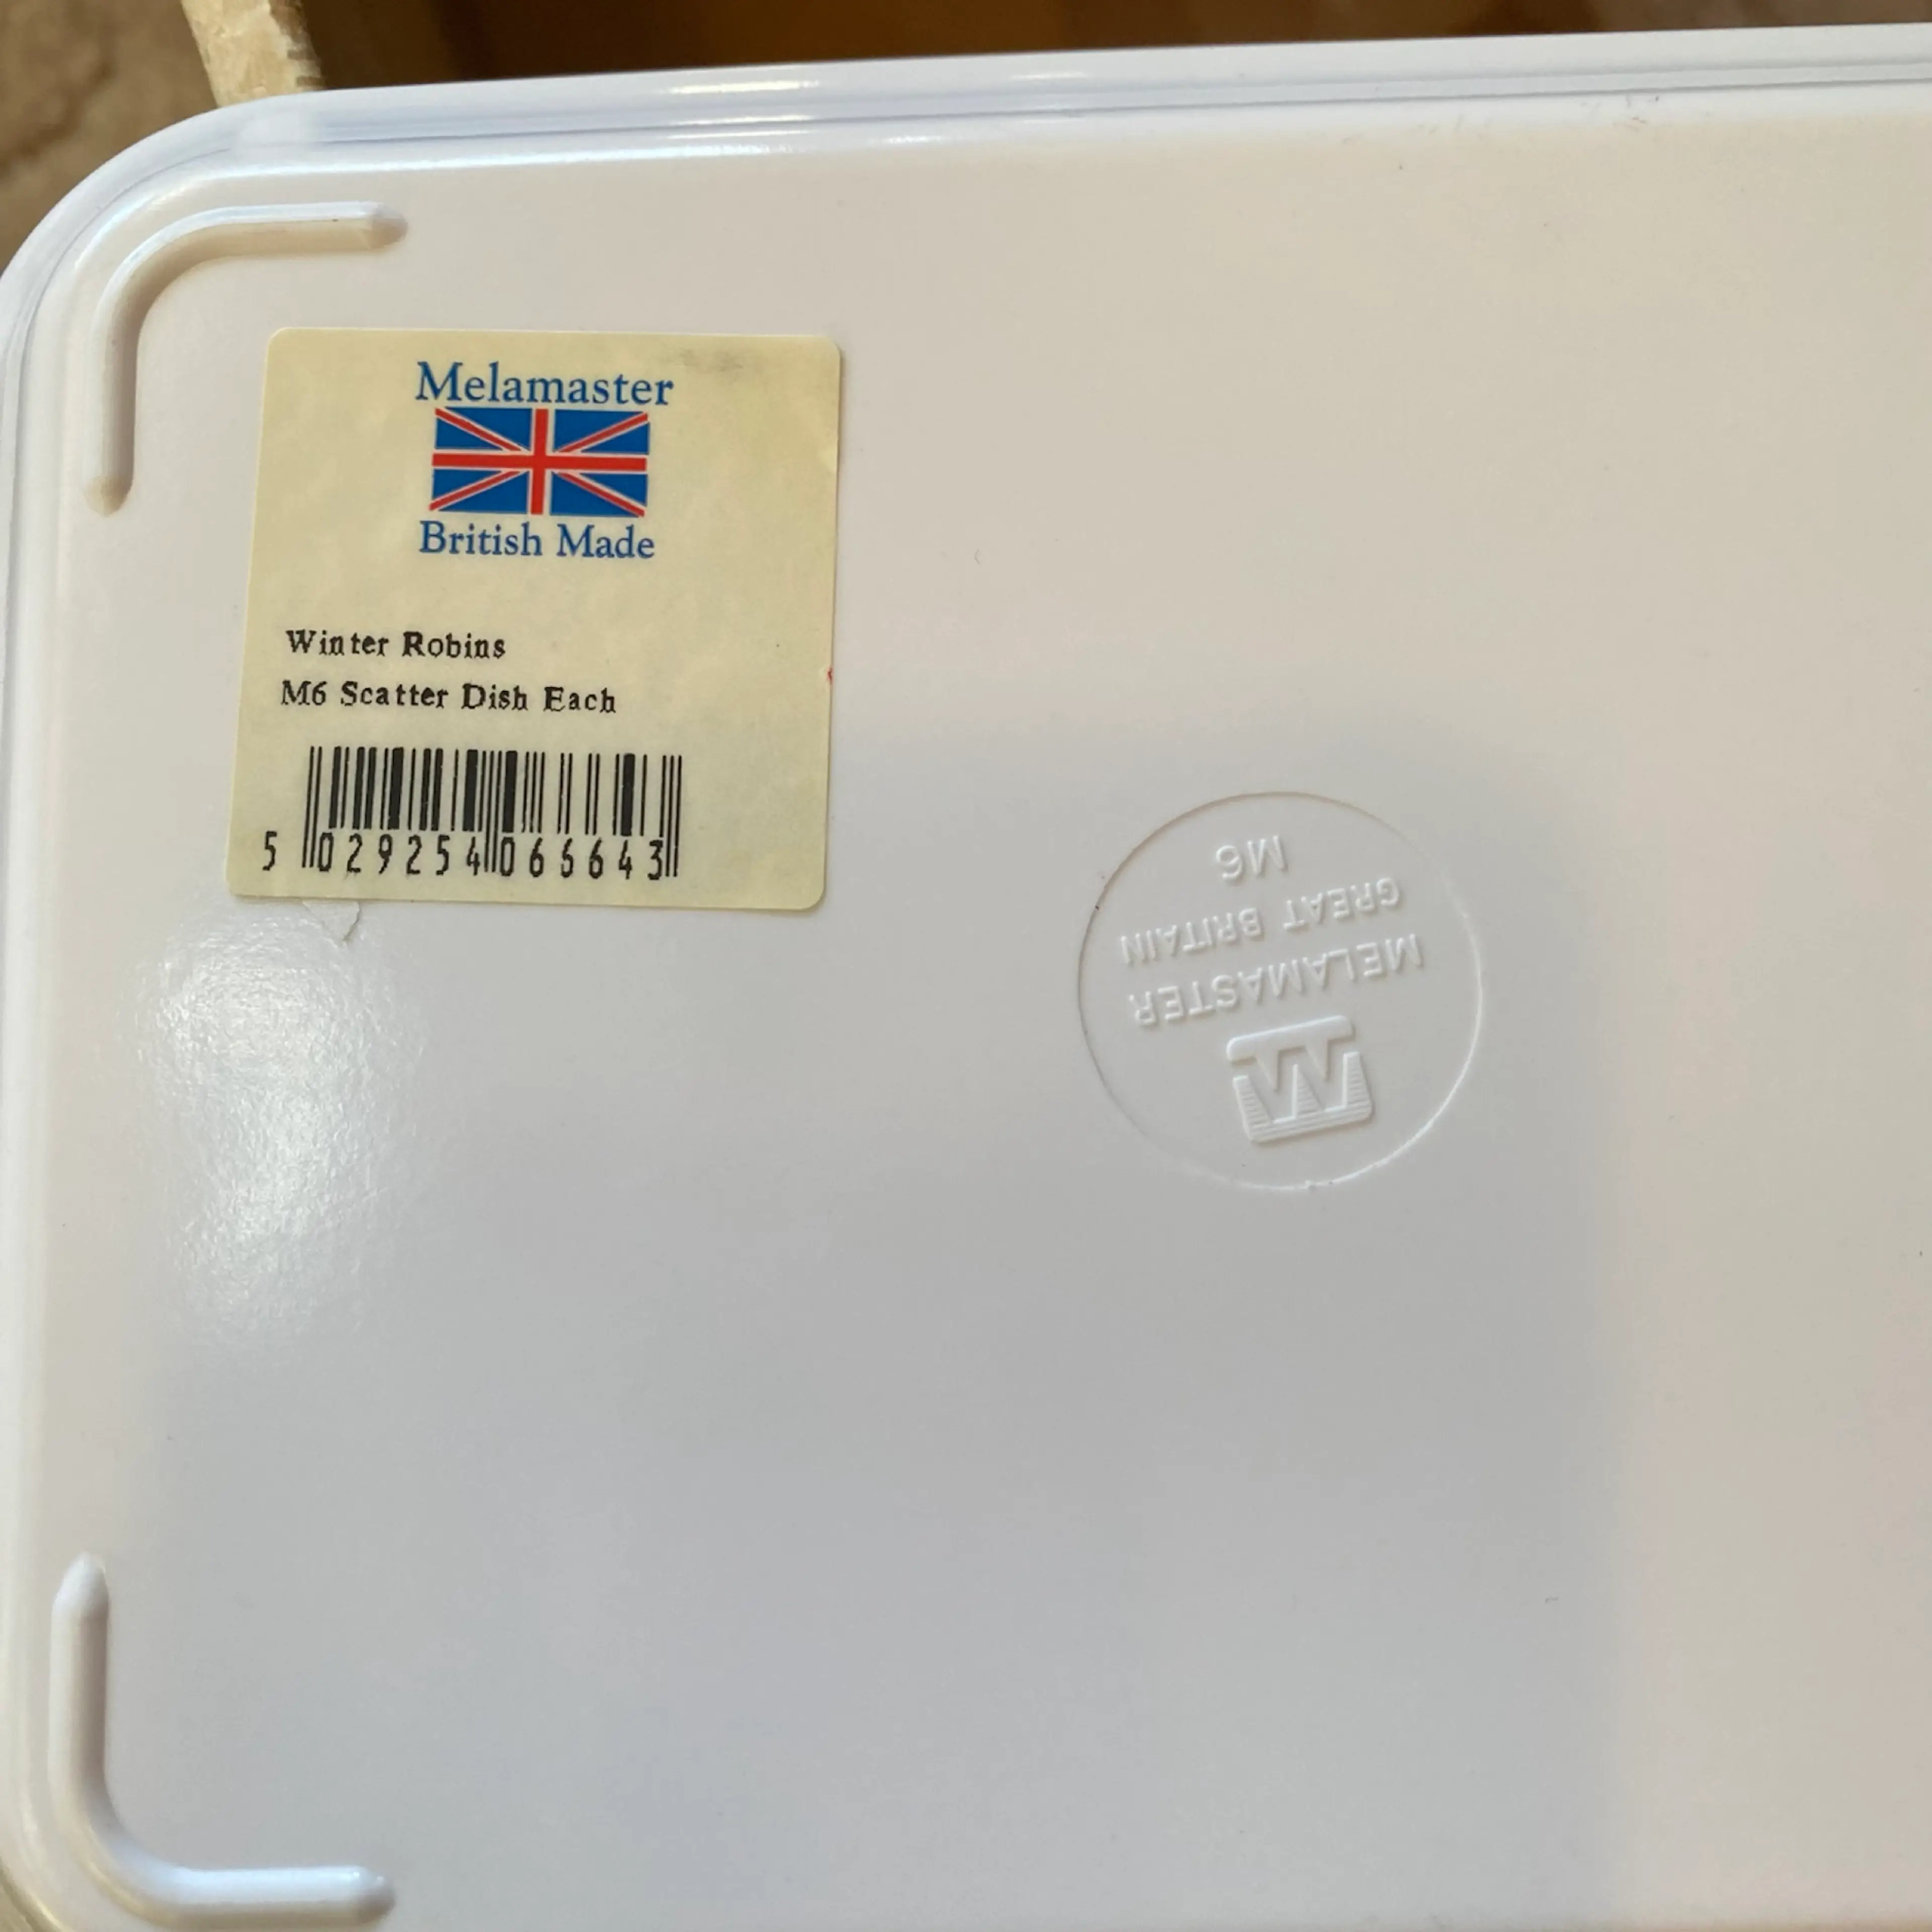 Melamaster
British Made
Winter Robins
M6 Scatter Dish Each
5 029254 066643
MELAMASTER
GREAT BRITAIN
M6